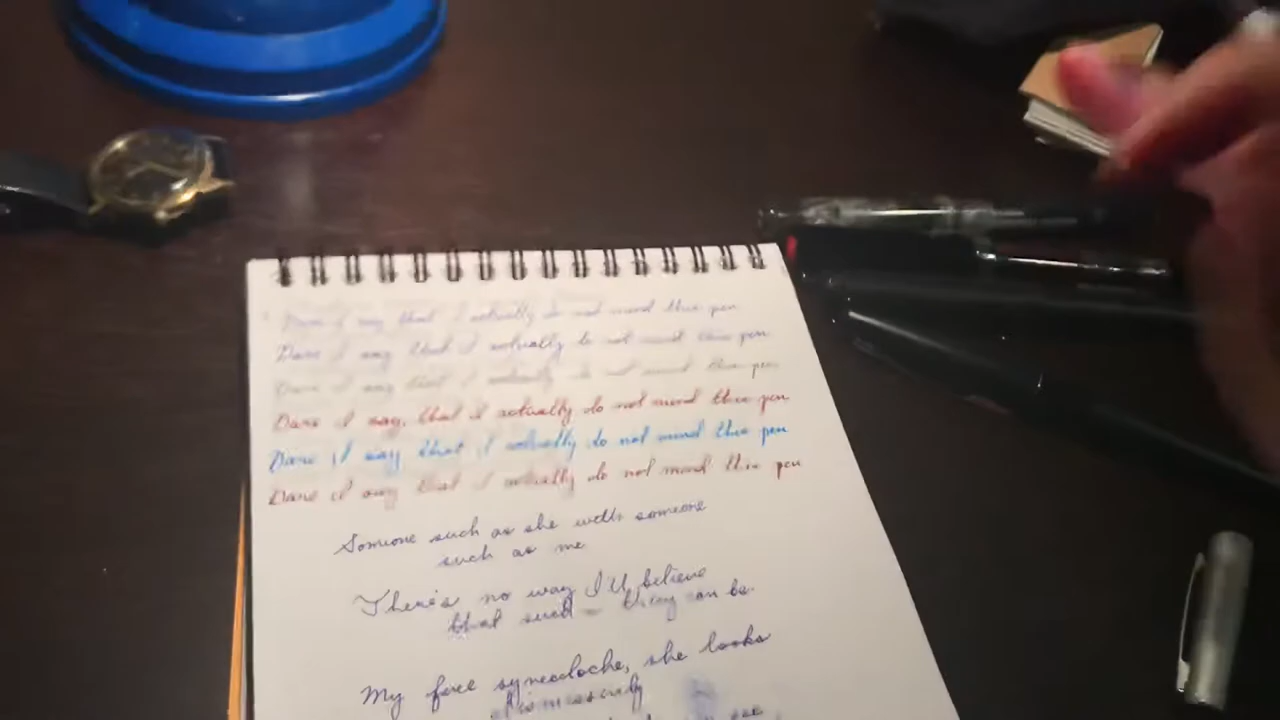 Dare I say that I actually do not mind this pen
Dare I say that I actually do not mind this pen
Dare I say that I actually do not mind this pen
Dare I say, that I actually do not mind this pen
Dare I say that I actually do not mind this pen
Dare I say that I actually do not mind this pen
Someone such as she with someone
such as me
There's no way I'll believe
that such thing can be.
My free synecdoche, she looks
dismissively
see